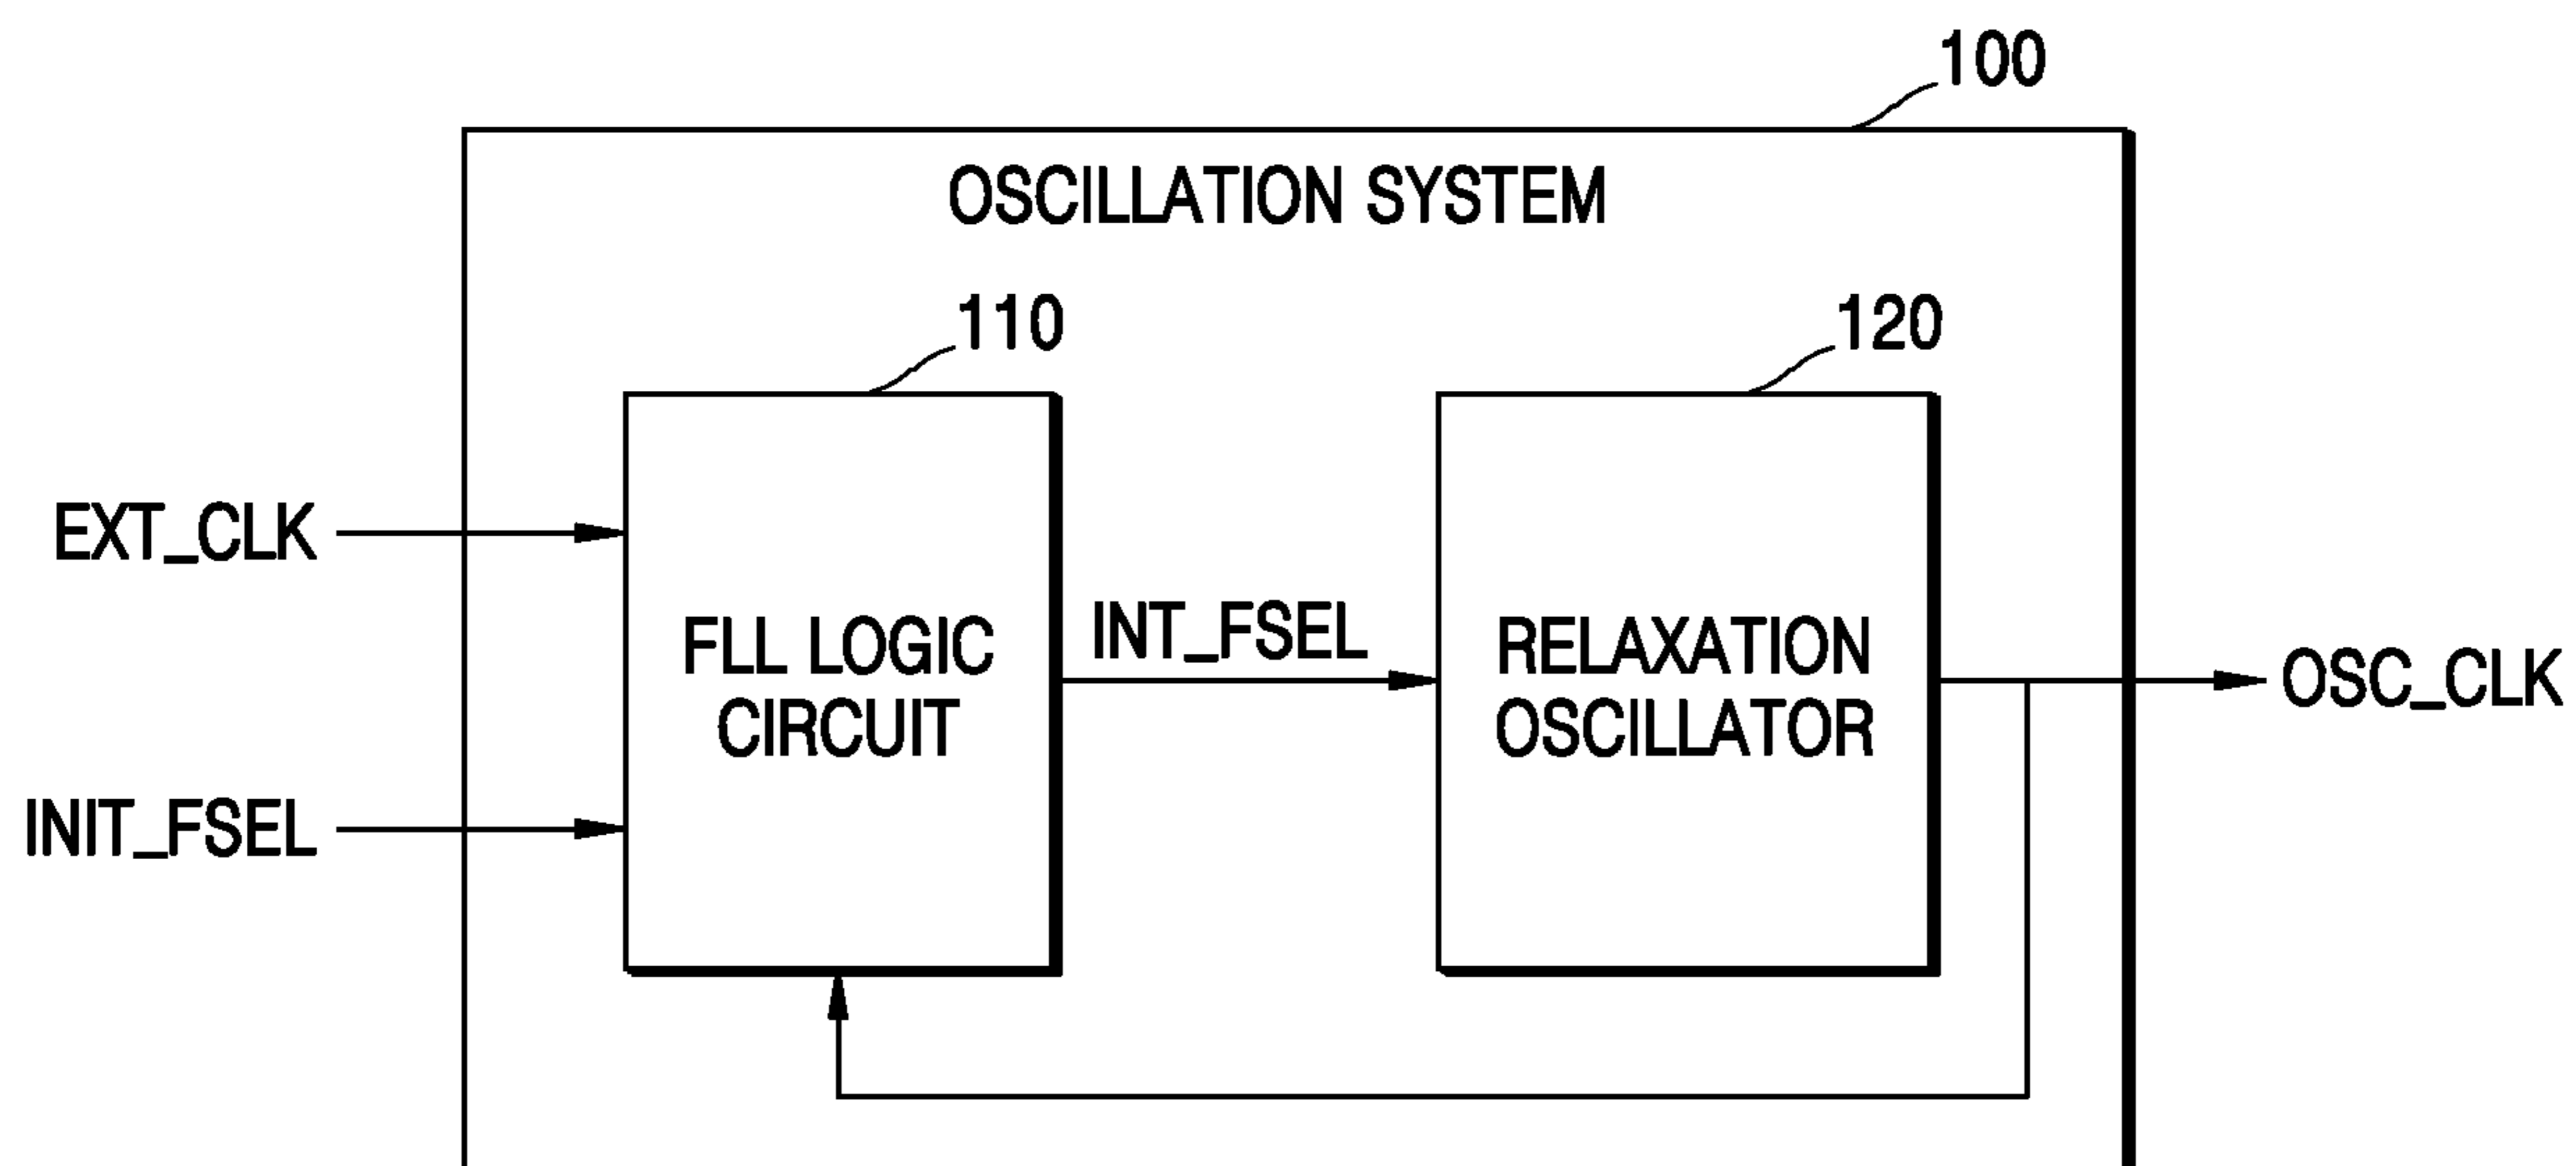 100
OSCILLATION SYSTEM
110
120
EXT_CLK
INIT_FSEL
FLL LOGIC
CIRCUIT
INT_FSEL
RELAXATION
OSCILLATOR
OSC_CLK